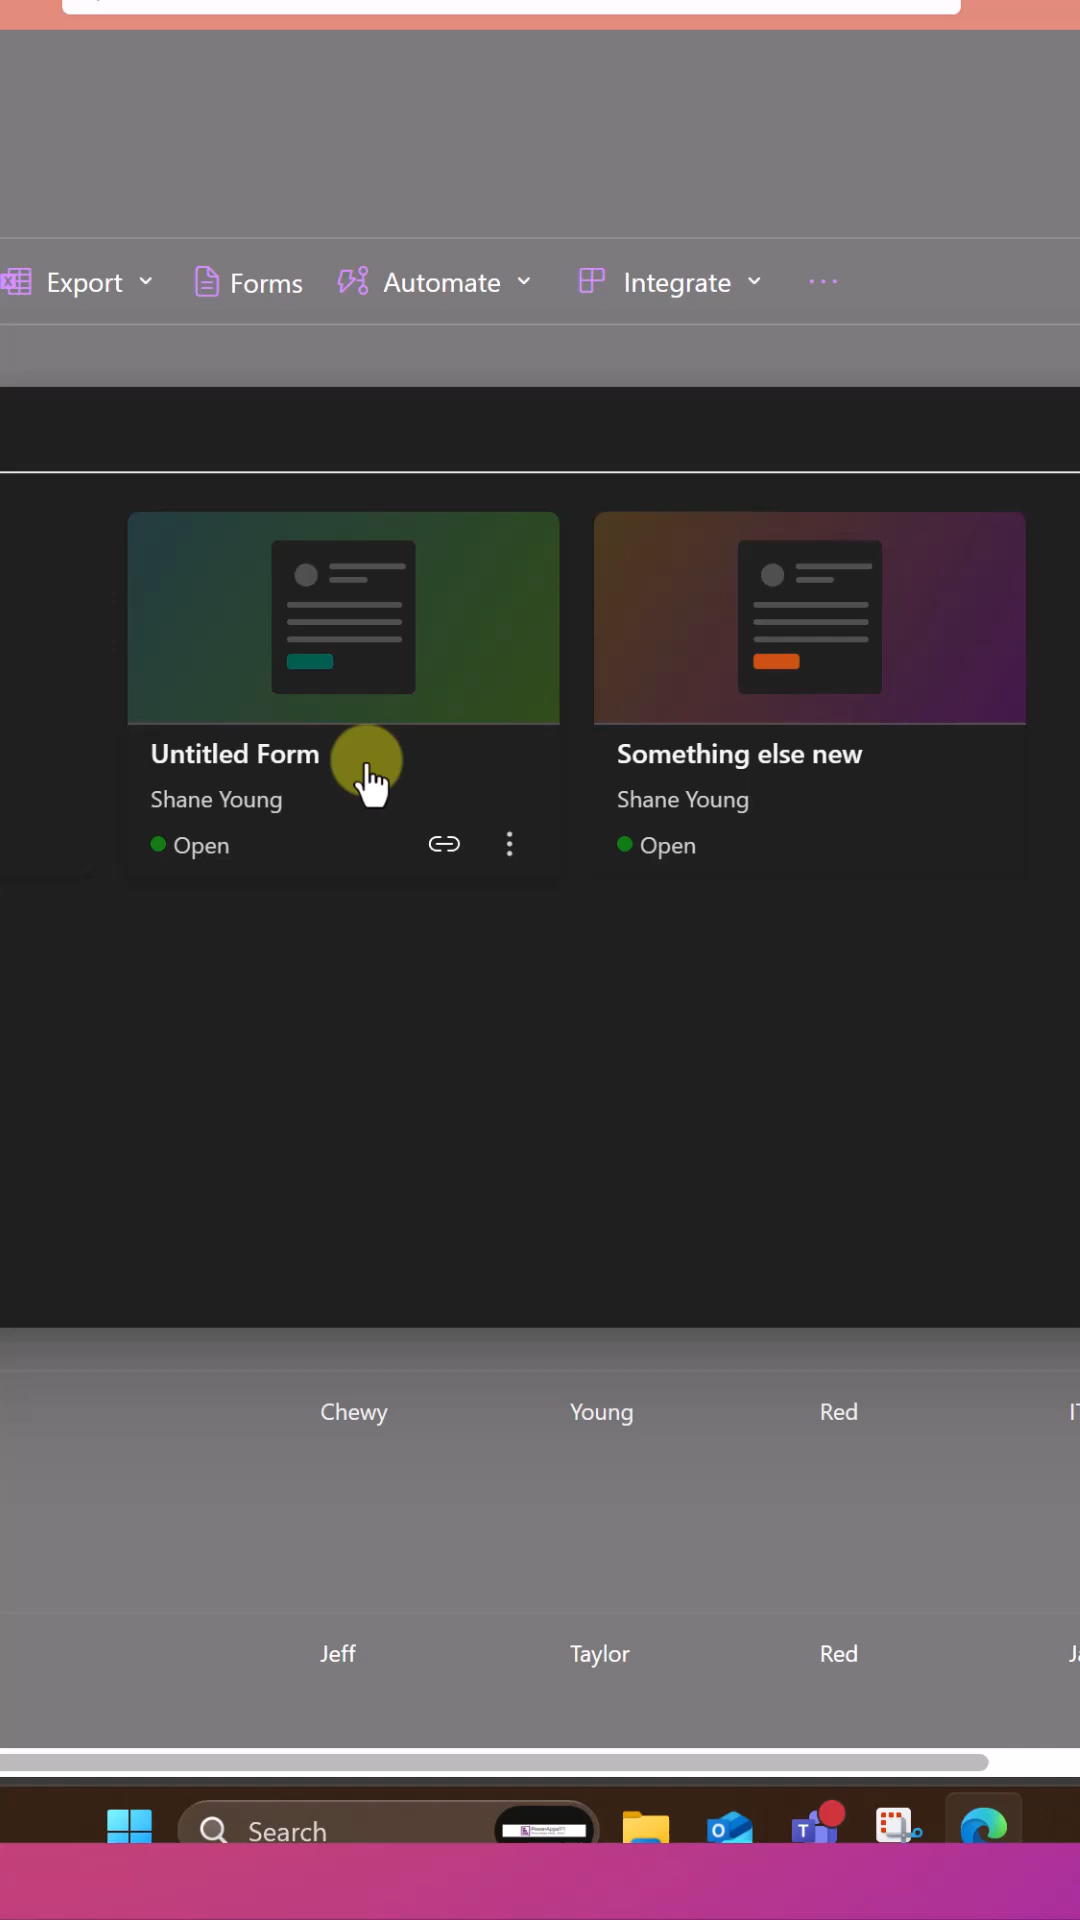 Export
Forms
Automate
Integrate
Untitled Form
Shane Young
Open
Something else new
Shane Young
Open
Chewy
Young
Red
Jeff
Taylor
Red
Search